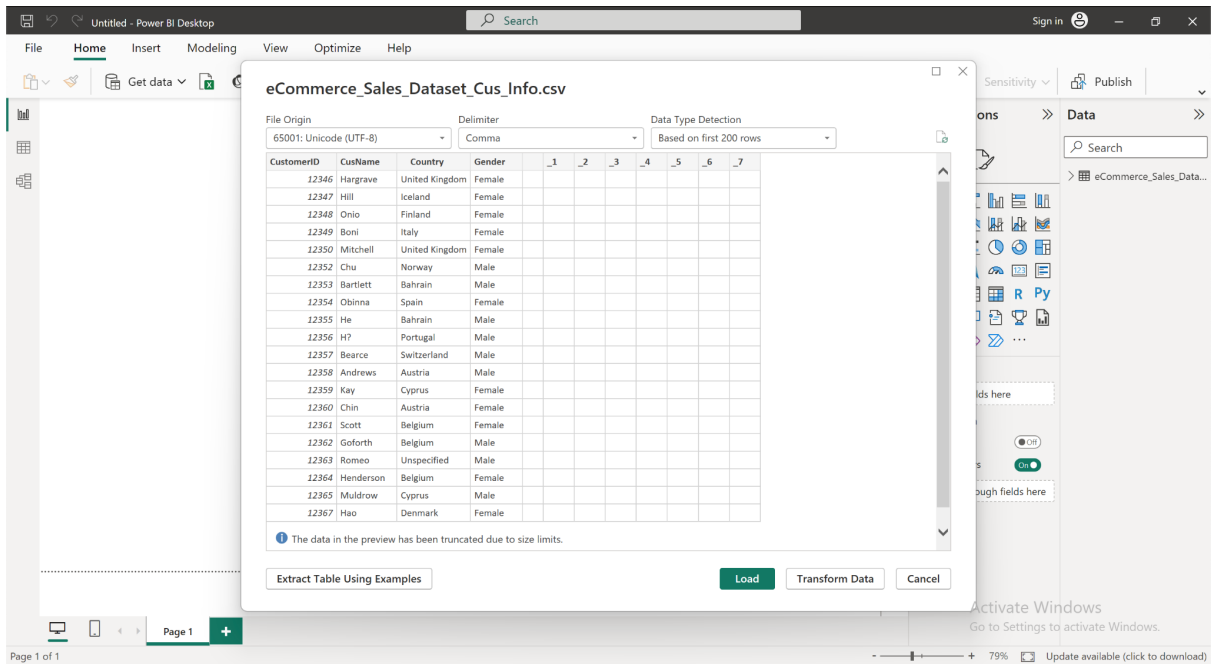 Untitled - Power BI Desktop
Search
Sign in
File Home Insert Modeling View Optimize Help
Get data
Sensitivity
Publish
eCommerce_Sales_Dataset_Cus_Info.csv
File Origin Delimiter Data Type Detection
65001: Unicode (UTF-8) Comma Based on first 200 rows
CustomerID CusName Country Gender _1 _2 _3 _4 _5 _6 _7
12346 Hargrave United Kingdom Female
12347 Hill Iceland Female
12348 Onio Finland Female
12349 Boni Italy Female
12350 Mitchell United Kingdom Female
12352 Chu Norway Male
12353 Bartlett Bahrain Male
12354 Obinna Spain Female
12355 He Bahrain Male
12356 H? Portugal Male
12357 Bearce Switzerland Male
12358 Andrews Austria Male
12359 Kay Cyprus Female
12360 Chin Austria Female
12361 Scott Belgium Female
12362 Goforth Belgium Male
12363 Romeo Unspecified Male
12364 Henderson Belgium Female
12365 Muldrow Cyprus Male
12367 Hao Denmark Female
The data in the preview has been truncated due to size limits.
Extract Table Using Examples
Load Transform Data Cancel
ons
Data
Search
eCommerce_Sales_Data...
123
R Py
...
lds here
Off
s On
ough fields here
Activate Windows
Go to Settings to activate Windows.
Page 1 +
Page 1 of 1
- + 79% Update available (click to download)